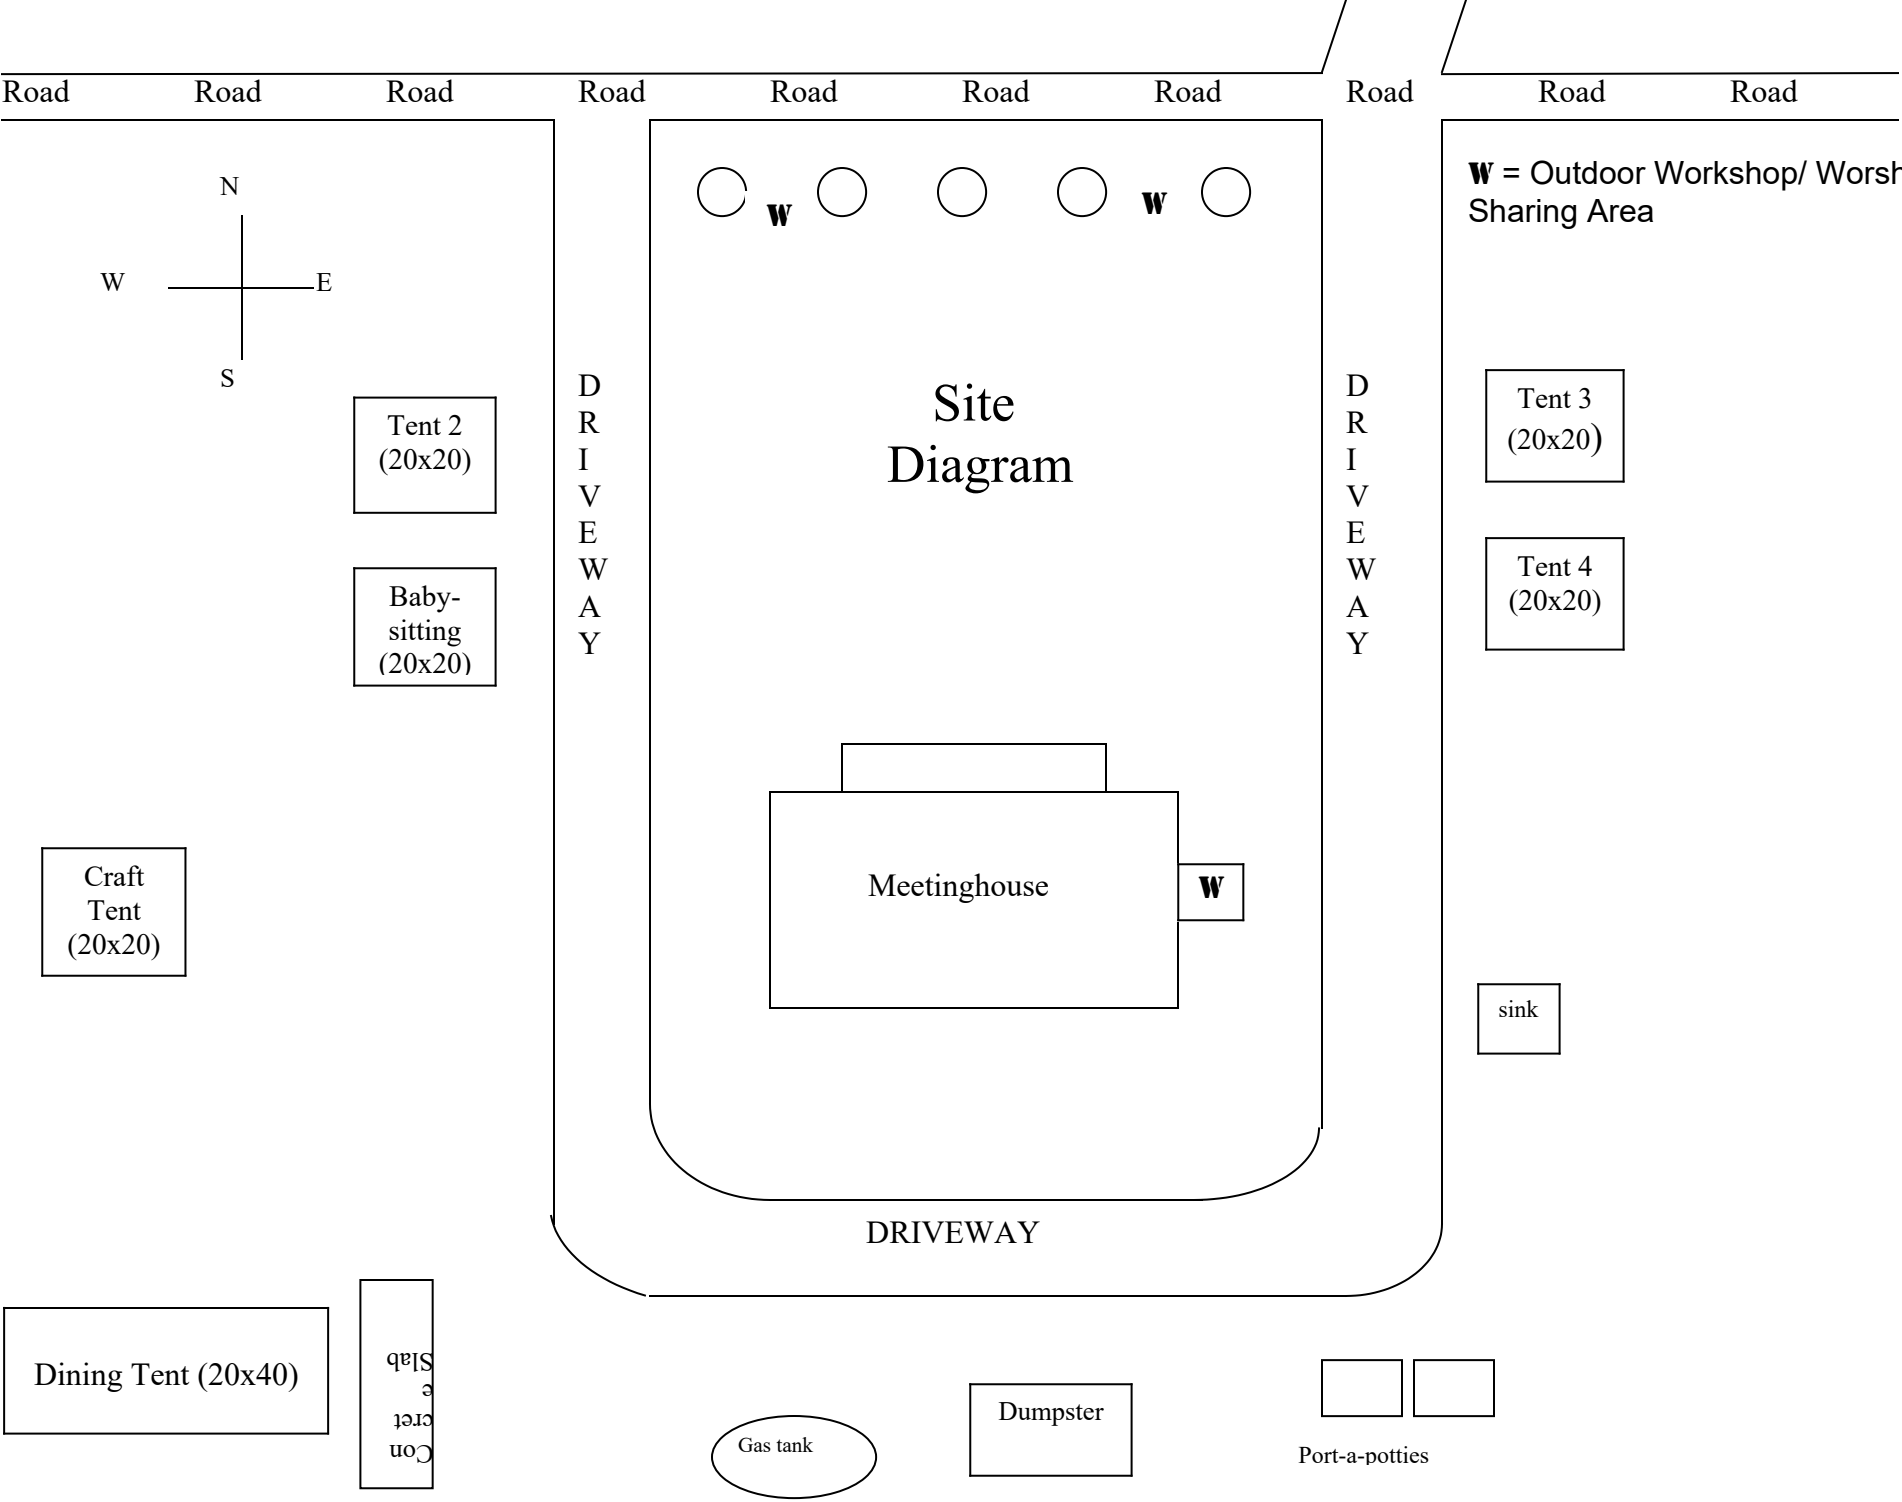 Road Road Road Road Road Road Road Road Road Road
W = Outdoor Workshop/ Worsh
Sharing Area
N
W E
S
W
W
Site
Diagram
D
R
I
V
E
W
A
Y
D
R
I
V
E
W
A
Y
Tent 2
(20x20)
Tent 3
(20x20)
Baby-
sitting
(20x20)
Tent 4
(20x20)
Craft
Tent
(20x20)
Meetinghouse
W
sink
DRIVEWAY
Dining Tent (20x40)
Con
cret
e
Slab
Gas tank
Dumpster
Port-a-potties